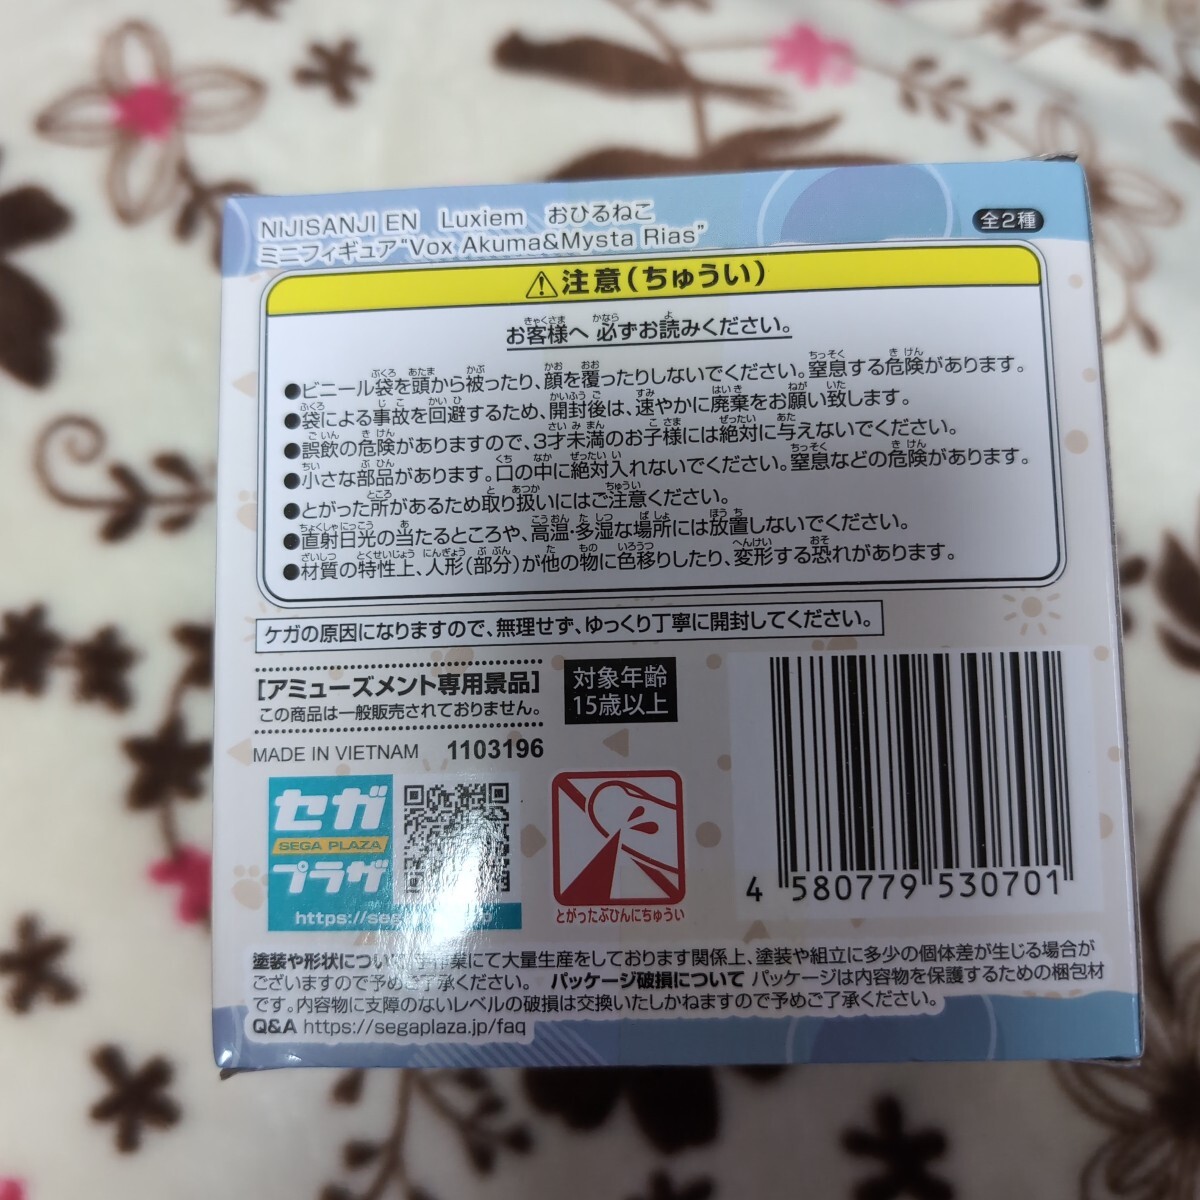 NIJISANJI EN Luxiem おひるねこ
ミニフィギュア"Vox Akuma&Mysta Rias"
全2種
⚠注意(ちゅうい)
お客様へ 必ずお読みください。
●ビニール袋を頭から被ったり、顔を覆ったりしないでください。窒息する危険があります。
●袋による事故を回避するため、開封後は、速やかに廃棄をお願い致します。
●誤飲の危険がありますので、3才未満のお子様には絶対に与えないでください。
●小さな部品があります。口の中に絶対入れないでください。窒息などの危険があります。
●とがった所があるため取り扱いにはご注意ください。
●直射日光の当たるところや、高温・多湿な場所には放置しないでください。
●材質の特性上、人形(部分)が他の物に色移りしたり、変形する恐れがあります。
ケガの原因になりますので、無理せず、ゆっくり丁寧に開封してください。
[アミューズメント専用景品]
この商品は一般販売されておりません。
対象年齢
15歳以上
MADE IN VIETNAM 1103196
セガ
SEGA PLAZA
プラザ
とがったぶひんにちゅうい
4 580779 530701
塗装や形状について 作業にて大量生産をしております関係上、塗装や組立に多少の個体差が生じる場合が
ございますので予めご了承ください。 パッケージ破損について パッケージは内容物を保護するための梱包材
です。内容物に支障のないレベルの破損は交換いたしかねますので予めご了承ください。
Q&A https://segaplaza.jp/faq